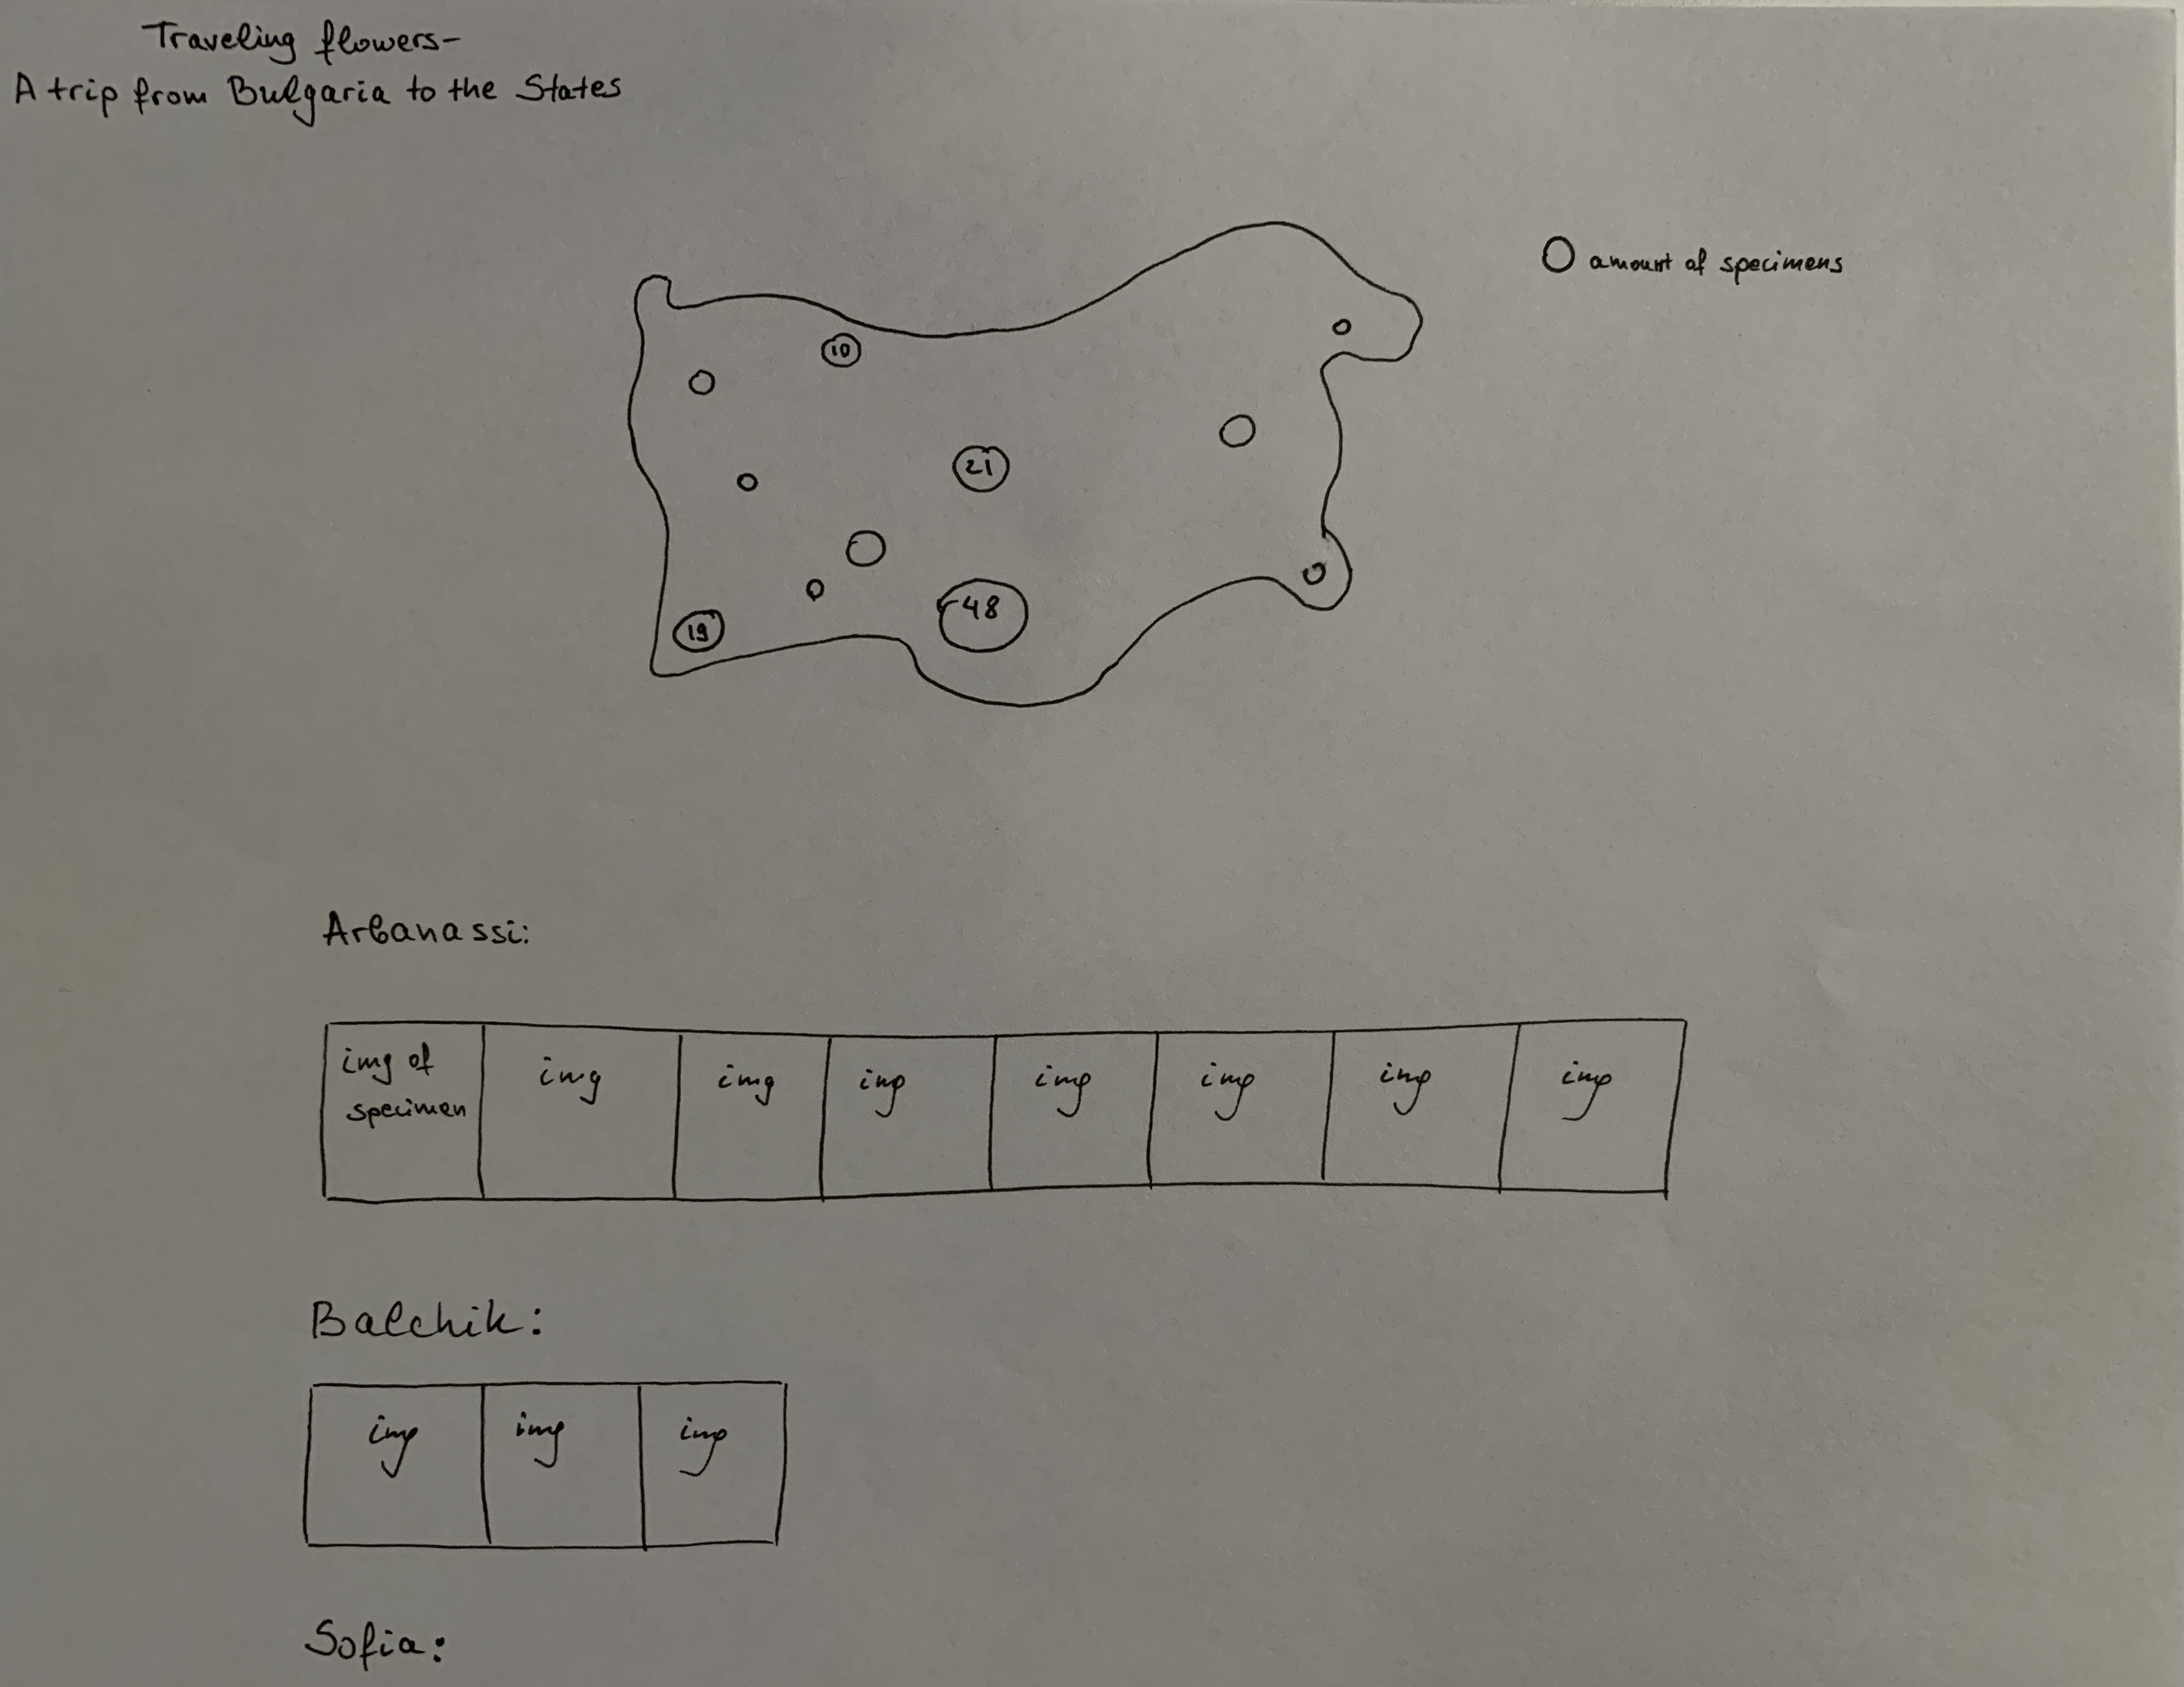 Traveling flowers-
A trip from Bulgaria to the States
amount of specimens
10
21
48
19
Arbanassi:
img of specimen
img
img
img
img
img
img
img
Balchik:
img
img
img
Sofia: